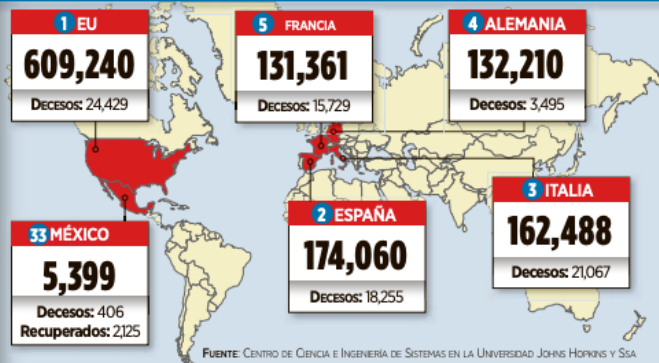 1 EU
609,240
DECESOS: 24,429
5 FRANCIA
131,361
DECESOS: 15,729
4 ALEMANIA
132,210
DECESOS: 3,495
33 MÉXICO
5,399
Decesos: 406
Recuperados: 2,125
2 ESPAÑA
174,060
DECESOS: 18,255
3 ITALIA
162,488
DECESOS: 21,067
FUENTE: CENTRO DE CIENCIA E INGENIERÍA DE SISTEMAS EN LA UNIVERSIDAD JOHNS HOPKINS Y SSA